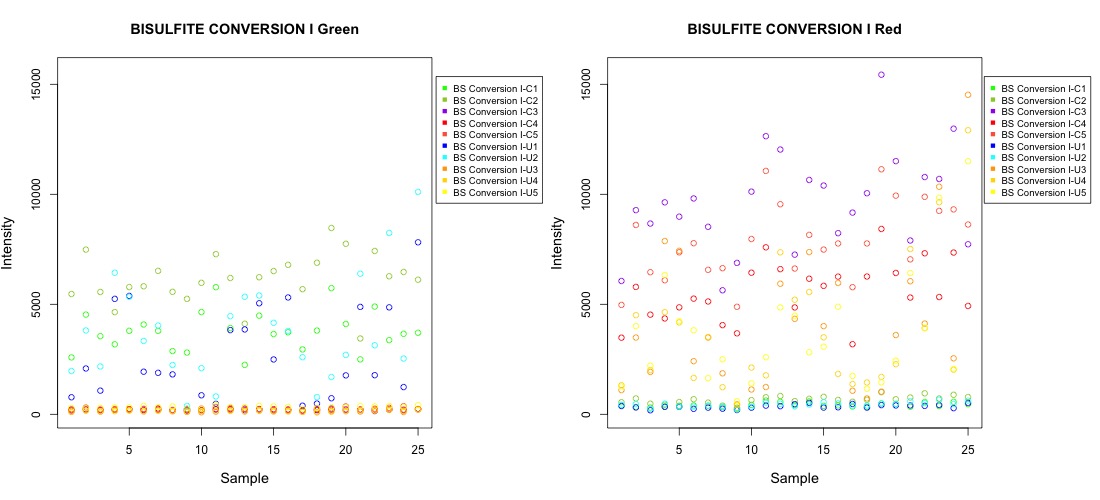 BISULFITE CONVERSION I Green
Intensity
15000
10000
5000
0
5 10 15 20 25
Sample
BS Conversion I-C1
BS Conversion I-C2
BS Conversion I-C3
BS Conversion I-C4
BS Conversion I-C5
BS Conversion I-U1
BS Conversion I-U2
BS Conversion I-U3
BS Conversion I-U4
BS Conversion I-U5
BISULFITE CONVERSION I Red
Intensity
15000
10000
5000
0
5 10 15 20 25
Sample
BS Conversion I-C1
BS Conversion I-C2
BS Conversion I-C3
BS Conversion I-C4
BS Conversion I-C5
BS Conversion I-U1
BS Conversion I-U2
BS Conversion I-U3
BS Conversion I-U4
BS Conversion I-U5